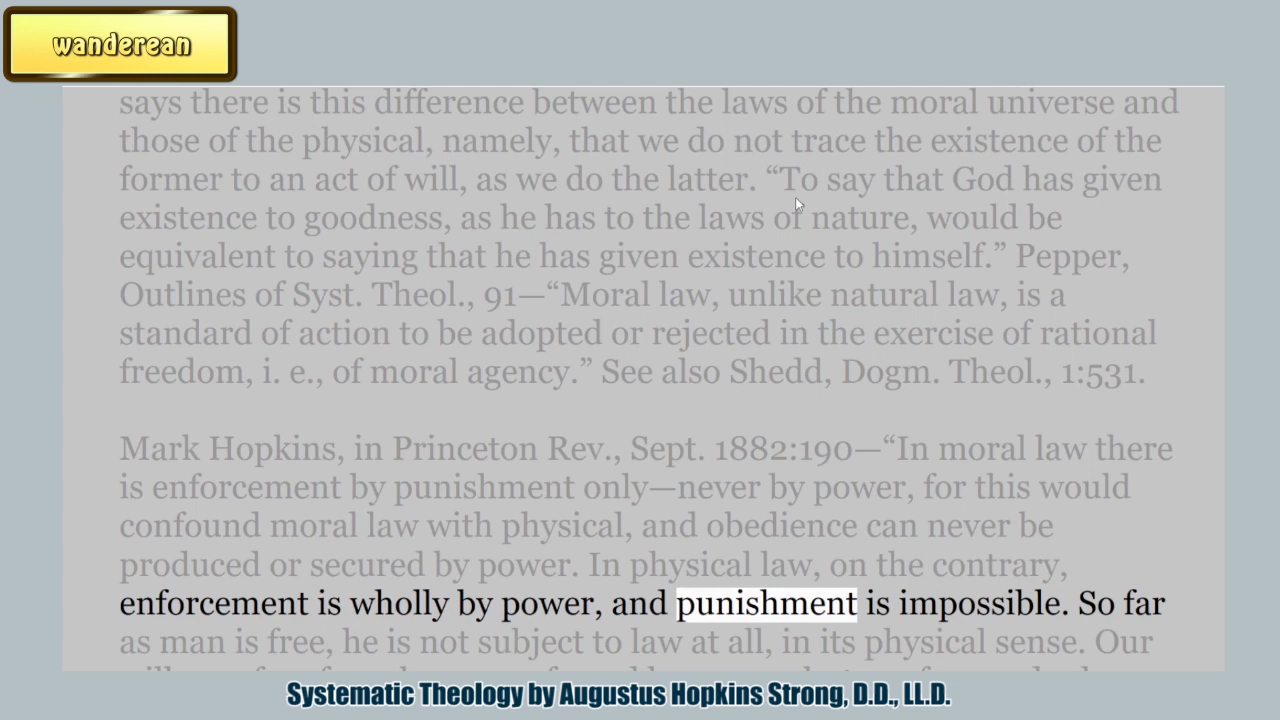 wanderean
says there is this difference between the laws of the moral universe and
those of the physical, namely, that we do not trace the existence of the
former to an act of will, as we do the latter. “To say that God has given
existence to goodness, as he has to the laws of nature, would be
equivalent to saying that he has given existence to himself.” Pepper,
Outlines of Syst. Theol., 91—“Moral law, unlike natural law, is a
standard of action to be adopted or rejected in the exercise of rational
freedom, i. e., of moral agency.” See also Shedd, Dogm. Theol., 1:531.
Mark Hopkins, in Princeton Rev., Sept. 1882:190—“In moral law there
is enforcement by punishment only—never by power, for this would
confound moral law with physical, and obedience can never be
produced or secured by power. In physical law, on the contrary,
enforcement is wholly by power, and punishment is impossible. So far
as man is free, he is not subject to law at all, in its physical sense. Our
Systematic Theology by Augustus Hopkins Strong, D.D., LL.D.